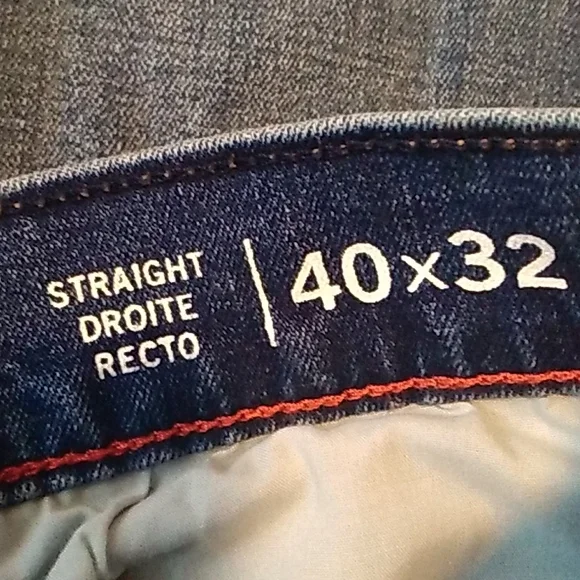 STRAIGHT
DROITE
RECTO
40x32